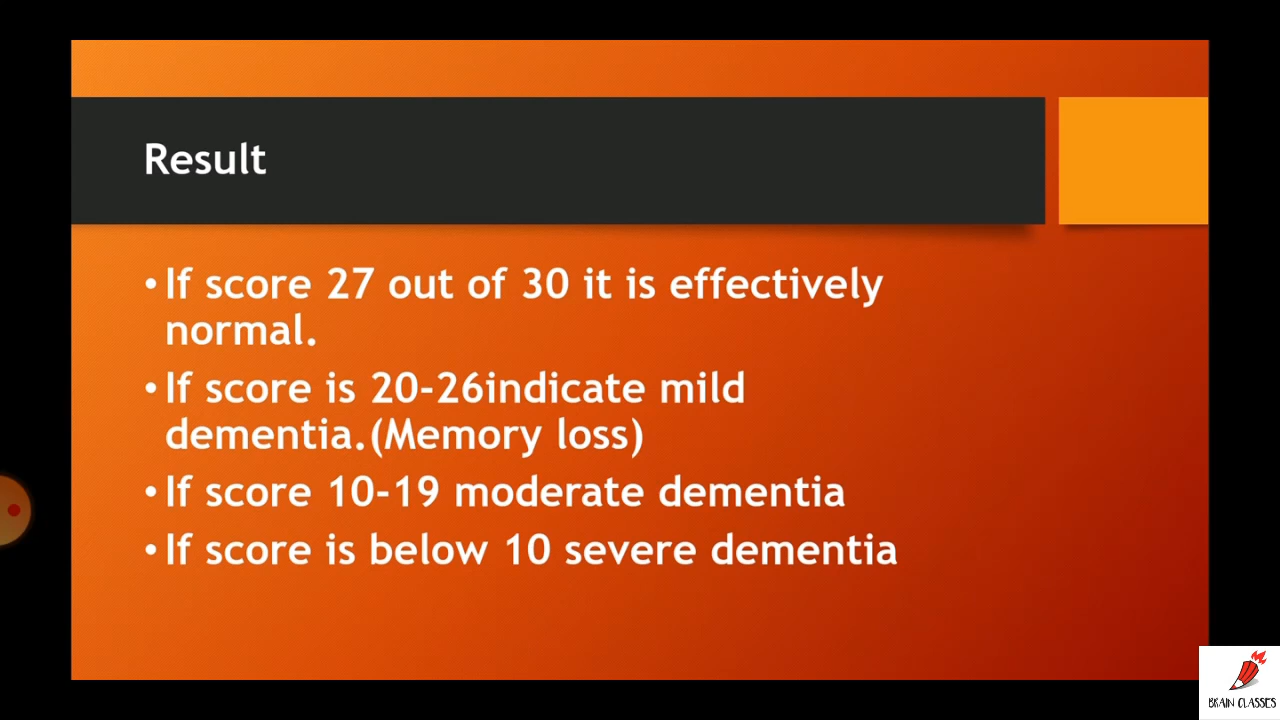 Result
•If score 27 out of 30 it is effectively
normal.
•If score is 20-26indicate mild
dementia.(Memory loss)
•If score 10-19 moderate dementia
•If score is below 10 severe dementia
BRAIN CLASSES